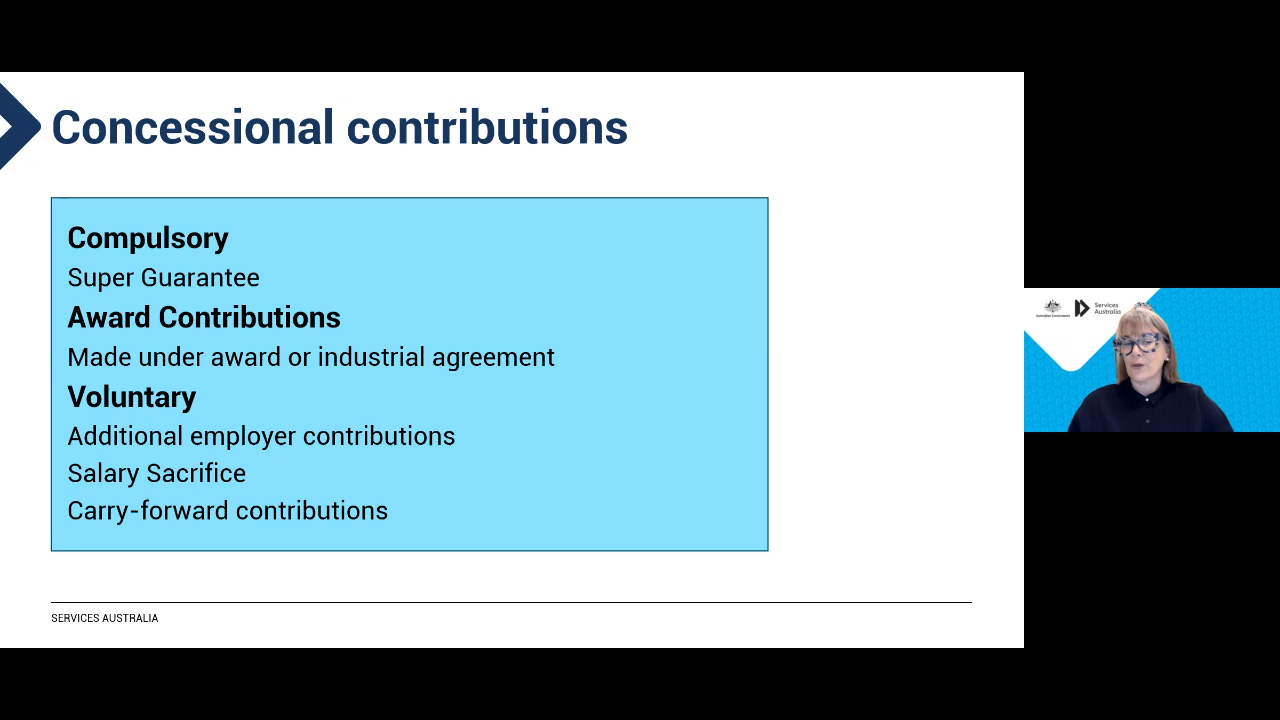 Concessional contributions
Compulsory
Super Guarantee
Award Contributions
Made under award or industrial agreement
Voluntary
Additional employer contributions
Salary Sacrifice
Carry-forward contributions
SERVICES AUSTRALIA
Services
Australia